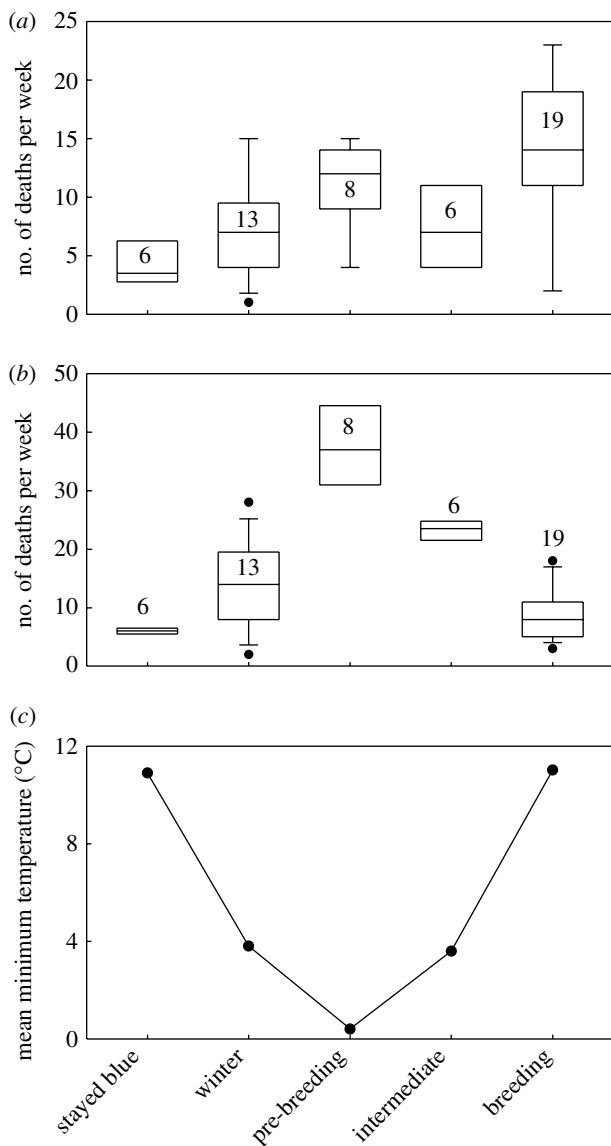 (a)
25
20
15
10
5
0
no. of deaths per week
6
13
8
6
19
(b)
50
40
30
20
10
0
no. of deaths per week
6
13
8
6
19
(c)
12
8
4
0
mean minimum temperature (°C)
stayed blue
winter
pre-breeding
intermediate
breeding